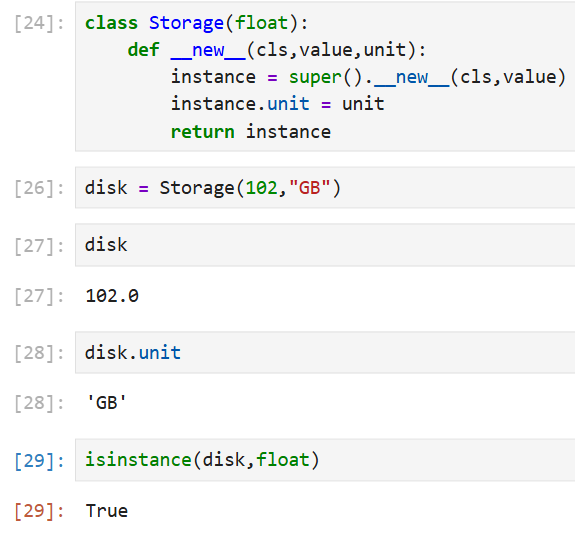 [24]: class Storage(float):
    def __new__(cls,value,unit):
        instance = super().__new__(cls,value)
        instance.unit = unit
        return instance
[26]: disk = Storage(102,"GB")
[27]: disk
[27]: 102.0
[28]: disk.unit
[28]: 'GB'
[29]: isinstance(disk,float)
[29]: True